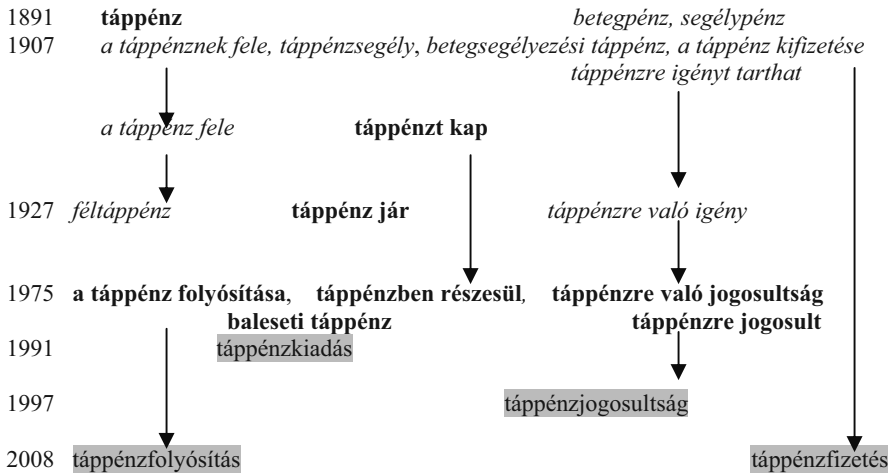 1891 táppénz betegpénz, segélypénz
1907 a táppénznek fele, táppénzsegély, betegsegélyezési táppénz, a táppénz kifizetése
táppénzre igényt tarthat
a táppénz fele táppénzt kap
1927 féltáppénz táppénz jár táppénzre való igény
1975 a táppénz folyósítása, táppénzben részesül, táppénzre való jogosultság
baleseti táppénz táppénzre jogosult
1991 táppénzkiadás
1997 táppénzjogosultság
2008 táppénzfolyósítás táppénzfizetés